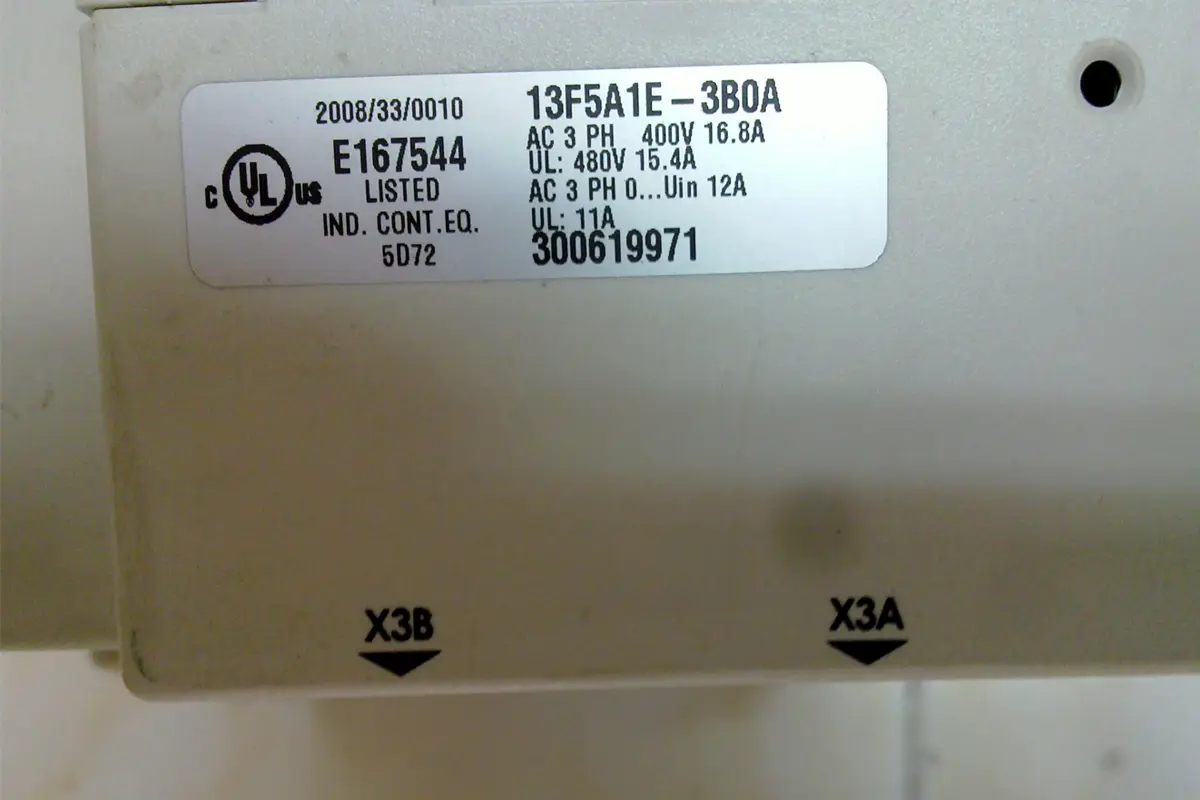 2008/33/0010
E167544
C UL US
LISTED
IND. CONT.EQ.
5D72
13F5A1E-3B0A
AC 3 PH 400V 16.8A
UL: 480V 15.4A
AC 3 PH 0...Uin 12A
UL: 11A
300619971
X3B
X3A